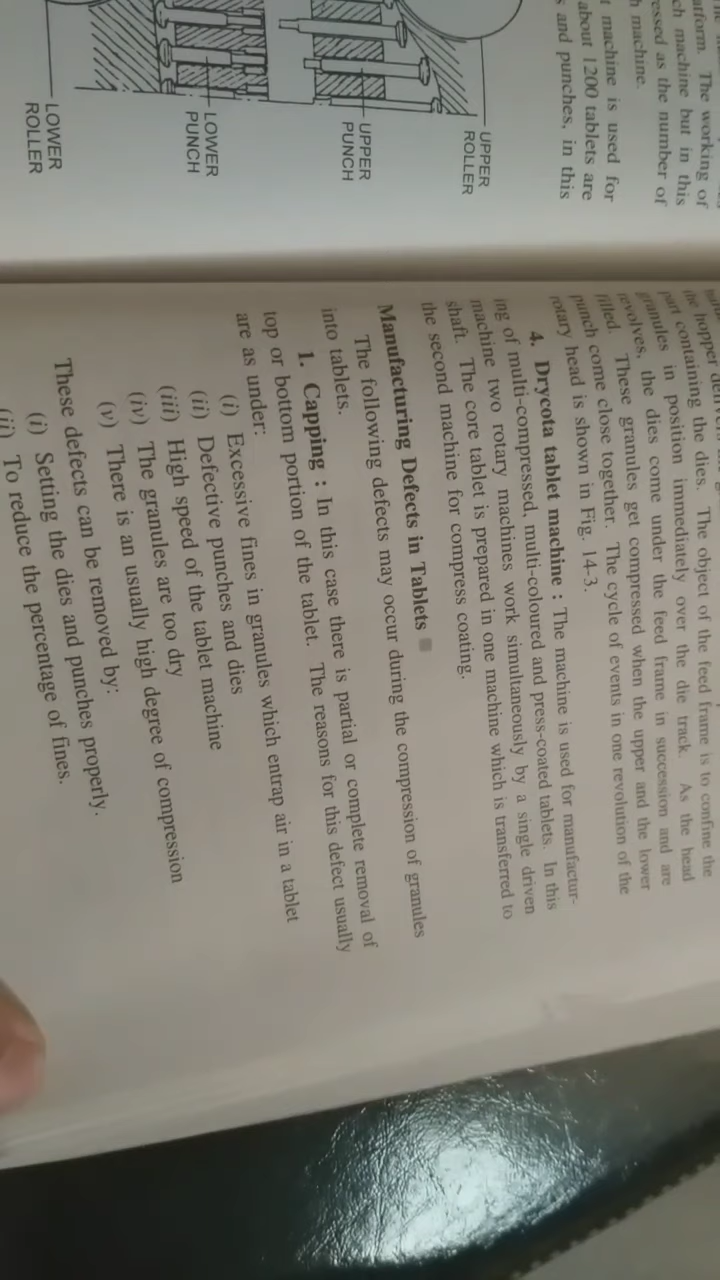 atform. The working of
ch machine but in this
essed as the number of
h machine.
t machine is used for
about 1200 tablets are
s and punches, in this
UPPER
ROLLER
UPPER
PUNCH
LOWER
PUNCH
LOWER
ROLLER
the hopper
part containing the dies. The object of the feed frame is to confine the
granules in position immediately over the die track. As the head
revolves, the dies come under the feed frame in succession and are
filled. These granules get compressed when the upper and the lower
punch come close together. The cycle of events in one revolution of the
rotary head is shown in Fig. 14-3.
4. Drycota tablet machine : The machine is used for manufactur-
ing of multi-compressed, multi-coloured and press-coated tablets. In this
machine two rotary machines work simultaneously by a single driven
shaft. The core tablet is prepared in one machine which is transferred to
the second machine for compress coating.
Manufacturing Defects in Tablets
The following defects may occur during the compression of granules
into tablets.
1. Capping : In this case there is partial or complete removal of
top or bottom portion of the tablet. The reasons for this defect usually
are as under:
(i) Excessive fines in granules which entrap air in a tablet
(ii) Defective punches and dies
(iii) High speed of the tablet machine
(iv) The granules are too dry
(v) There is an usually high degree of compression
These defects can be removed by:
(i) Setting the dies and punches properly.
(ii) To reduce the percentage of fines.